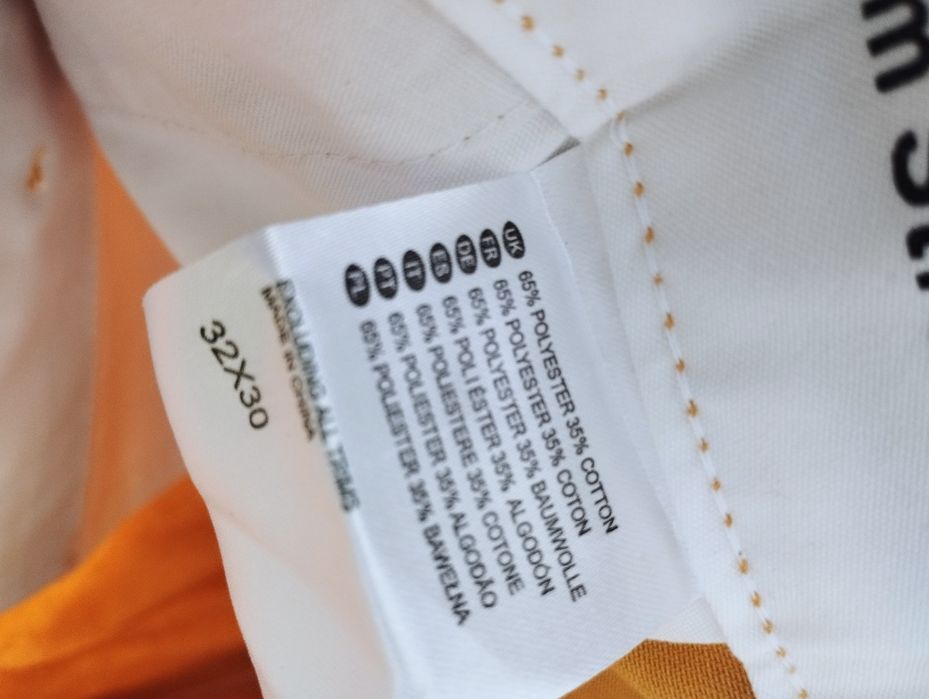 UK 65% POLYESTER 35% COTTON
FR 65% POLYESTER 35% COTON
DE 65% POLYESTER 35% BAUMWOLLE
ES 65% POLIÉSTER 35% ALGODÓN
IT 65% POLIESTERE 35% COTONE
PT 65% POLIESTER 35% ALGODÃO
PL 65% POLIESTER 35% BAWEŁNA
EXCLUDING ALL TRIMS
MADE IN CHINA
32X30